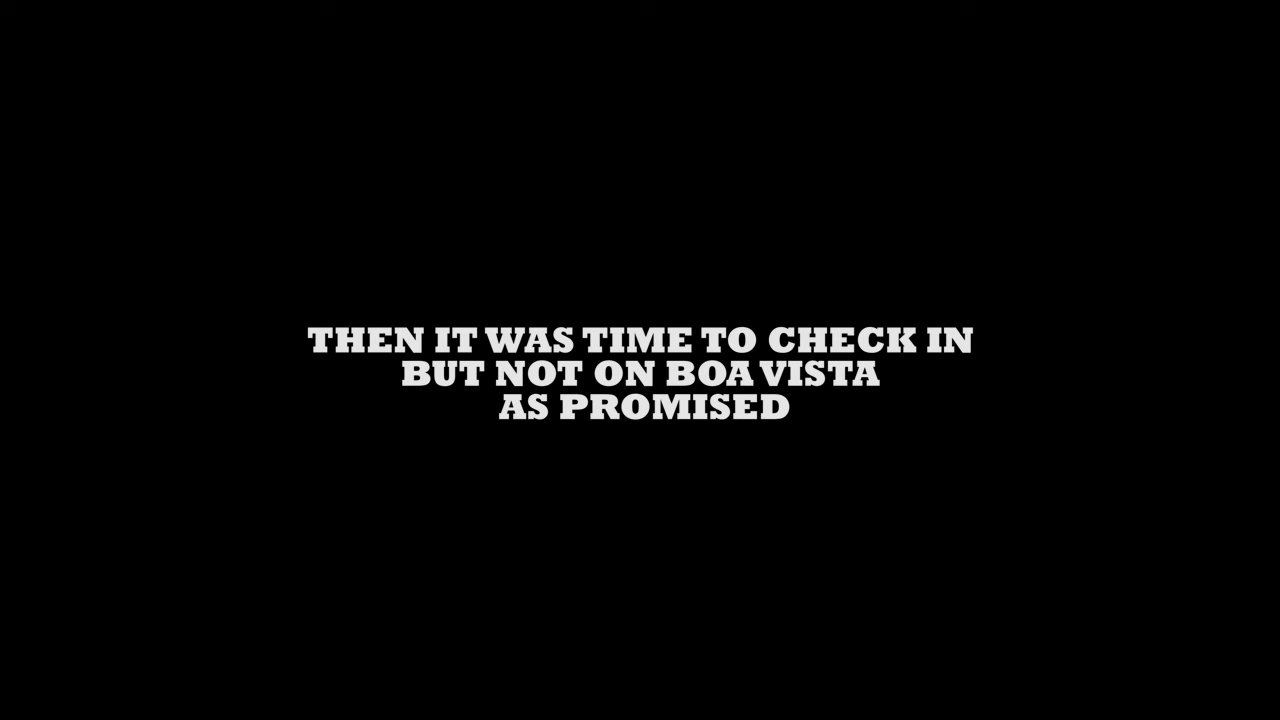 THEN IT WAS TIME TO CHECK IN
BUT NOT ON BOA VISTA
AS PROMISED